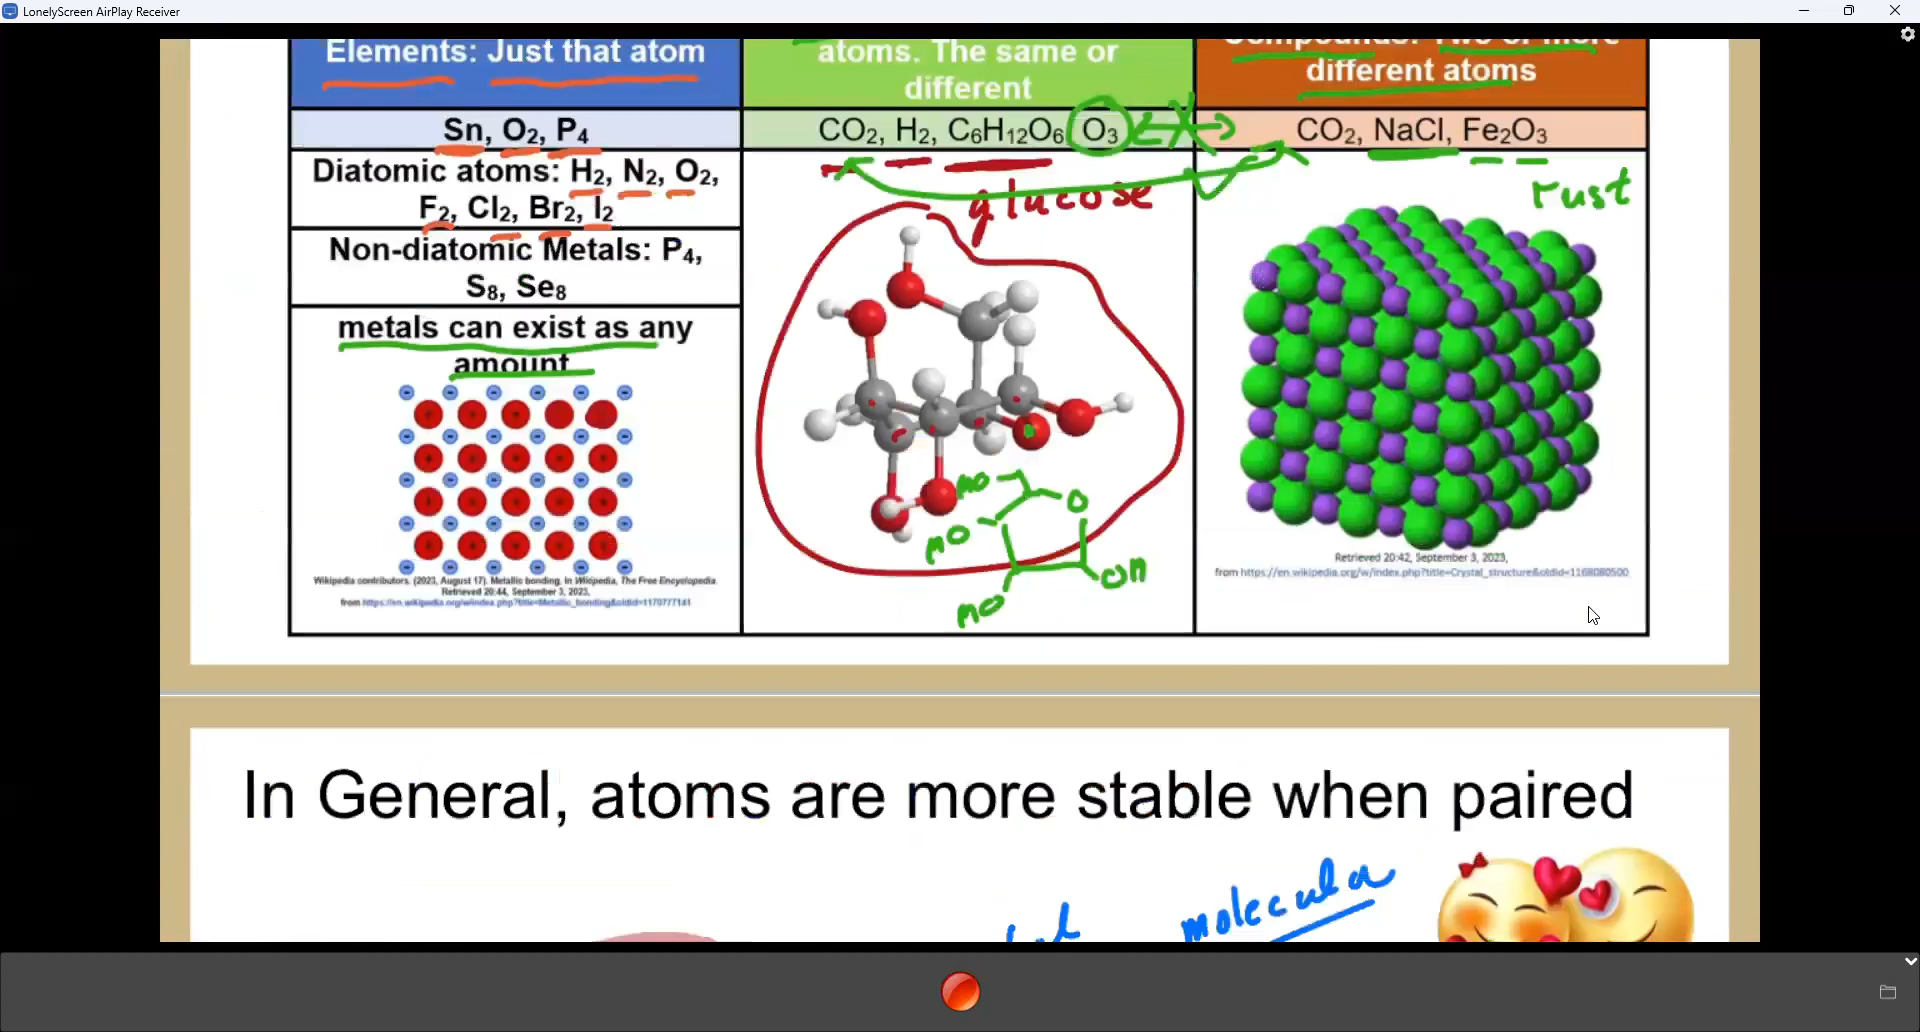 LonelyScreen AirPlay Receiver
Elements: Just that atom
atoms. The same or
different
Compounds: Two or more
different atoms
Sn, O₂, P₄
CO₂, H₂, C₆H₁₂O₆ O₃
CO₂, NaCl, Fe₂O₃
Diatomic atoms: H₂, N₂, O₂,
F₂, Cl₂, Br₂, I₂
glucose
rust
Non-diatomic Metals: P₄,
S₈, Se₈
metals can exist as any
amount
HO
O
HO
OH
HO
Wikipedia contributors. (2023, August 17). Metallic bonding. In Wikipedia, The Free Encyclopedia.
Retrieved 20:44, September 3, 2023,
from https://en.wikipedia.org/w/index.php?title=Metallic_bonding&oldid=1170777141
Retrieved 20:42, September 3, 2023,
from https://en.wikipedia.org/w/index.php?title=Crystal_structure&oldid=1168080500
In General, atoms are more stable when paired
molecula